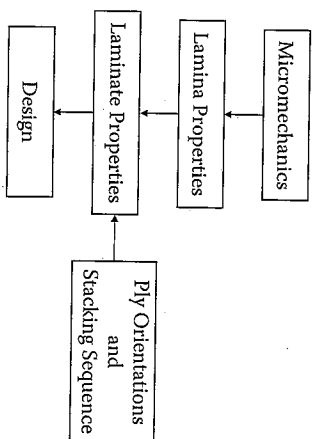 Micromechanics
Lamina Properties
Laminate Properties
Design
Ply Orientations
and
Stacking Sequence